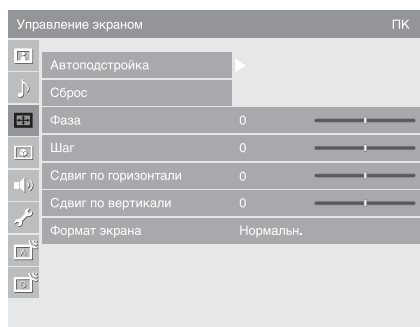 Управление экраном ПК
Автоподстройка
Сброс
Фаза 0
Шаг 0
Сдвиг по горизонтали 0
Сдвиг по вертикали 0
Формат экрана Нормальн.